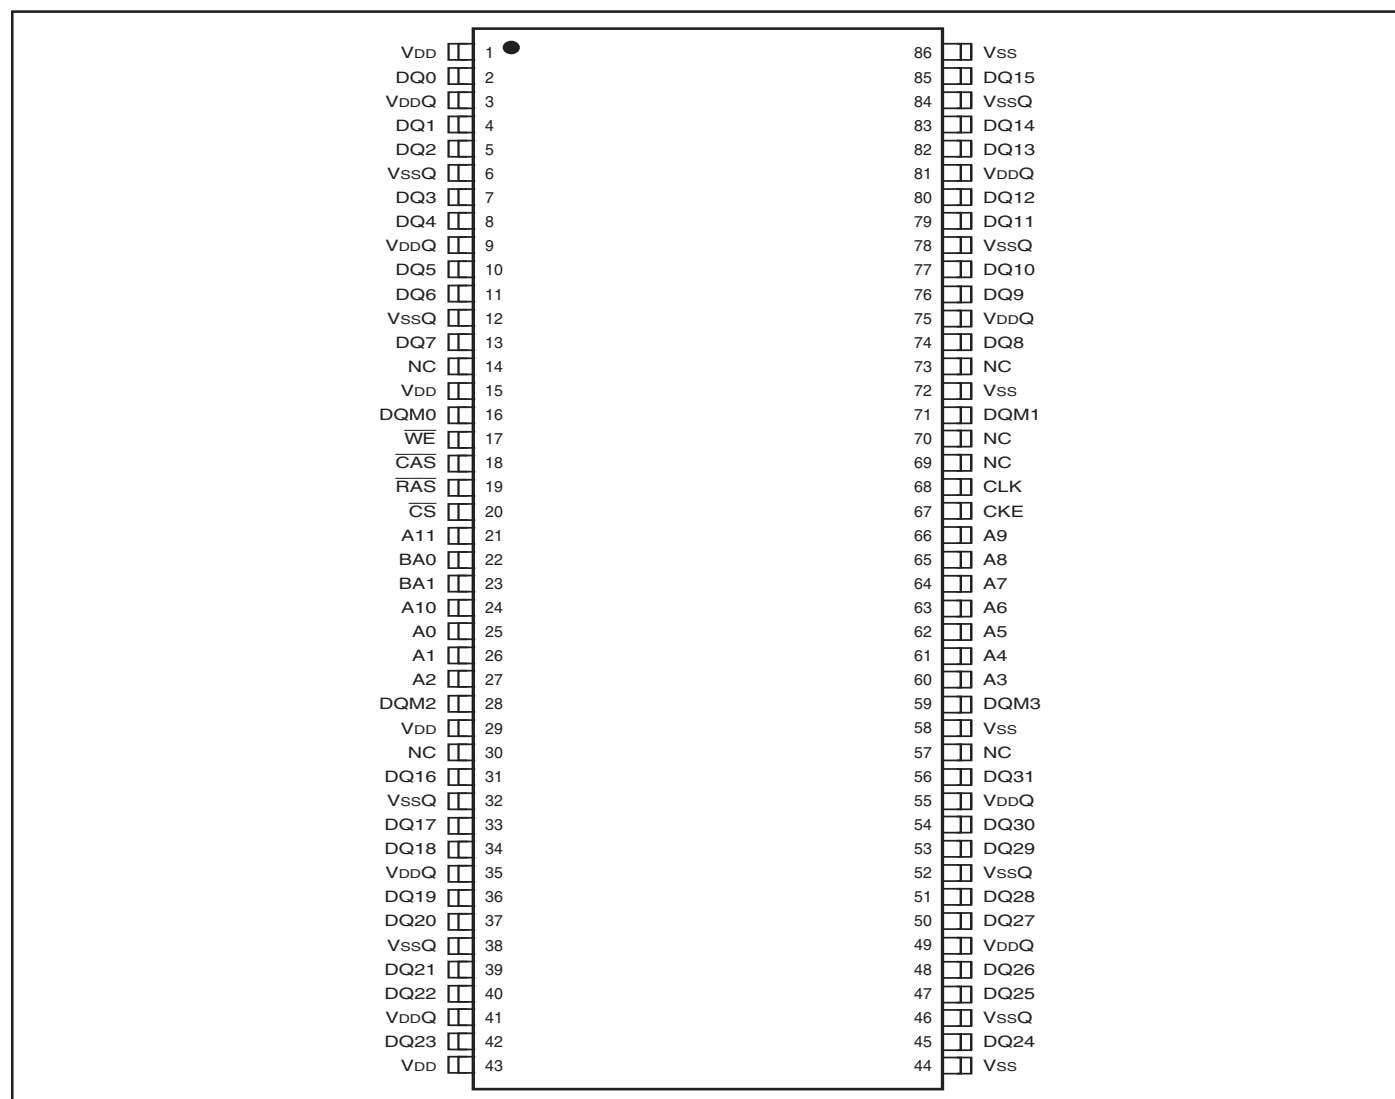 VDD 1 86 VSS
DQ0 2 85 DQ15
VDDQ 3 84 VSSQ
DQ1 4 83 DQ14
DQ2 5 82 DQ13
VSSQ 6 81 VDDQ
DQ3 7 80 DQ12
DQ4 8 79 DQ11
VDDQ 9 78 VSSQ
DQ5 10 77 DQ10
DQ6 11 76 DQ9
VSSQ 12 75 VDDQ
DQ7 13 74 DQ8
NC 14 73 NC
VDD 15 72 VSS
DQM0 16 71 DQM1
W̅E̅ 17 70 NC
C̅A̅S̅ 18 69 NC
R̅A̅S̅ 19 68 CLK
C̅S̅ 20 67 CKE
A11 21 66 A9
BA0 22 65 A8
BA1 23 64 A7
A10 24 63 A6
A0 25 62 A5
A1 26 61 A4
A2 27 60 A3
DQM2 28 59 DQM3
VDD 29 58 VSS
NC 30 57 NC
DQ16 31 56 DQ31
VSSQ 32 55 VDDQ
DQ17 33 54 DQ30
DQ18 34 53 DQ29
VDDQ 35 52 VSSQ
DQ19 36 51 DQ28
DQ20 37 50 DQ27
VSSQ 38 49 VDDQ
DQ21 39 48 DQ26
DQ22 40 47 DQ25
VDDQ 41 46 VSSQ
DQ23 42 45 DQ24
VDD 43 44 VSS